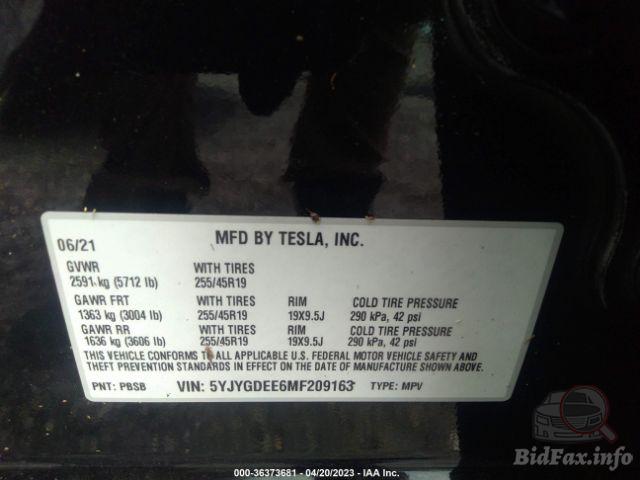 06/21 MFD BY TESLA, INC.
GVWR WITH TIRES
2591 kg (5712 lb) 255/45R19
GAWR FRT WITH TIRES RIM COLD TIRE PRESSURE
1363 kg (3004 lb) 255/45R19 19X9.5J 290 kPa, 42 psi
GAWR RR WITH TIRES RIM COLD TIRE PRESSURE
1636 kg (3606 lb) 255/45R19 19X9.5J 290 kPa, 42 psi
THIS VEHICLE CONFORMS TO ALL APPLICABLE U.S. FEDERAL MOTOR VEHICLE SAFETY AND
THEFT PREVENTION STANDARDS IN EFFECT ON THE DATE OF MANUFACTURE SHOWN ABOVE.
PNT: PBSB VIN: 5YJYGDEE6MF209163 TYPE: MPV
BidFax.info
000-36373681 - 04/20/2023 - IAA Inc.